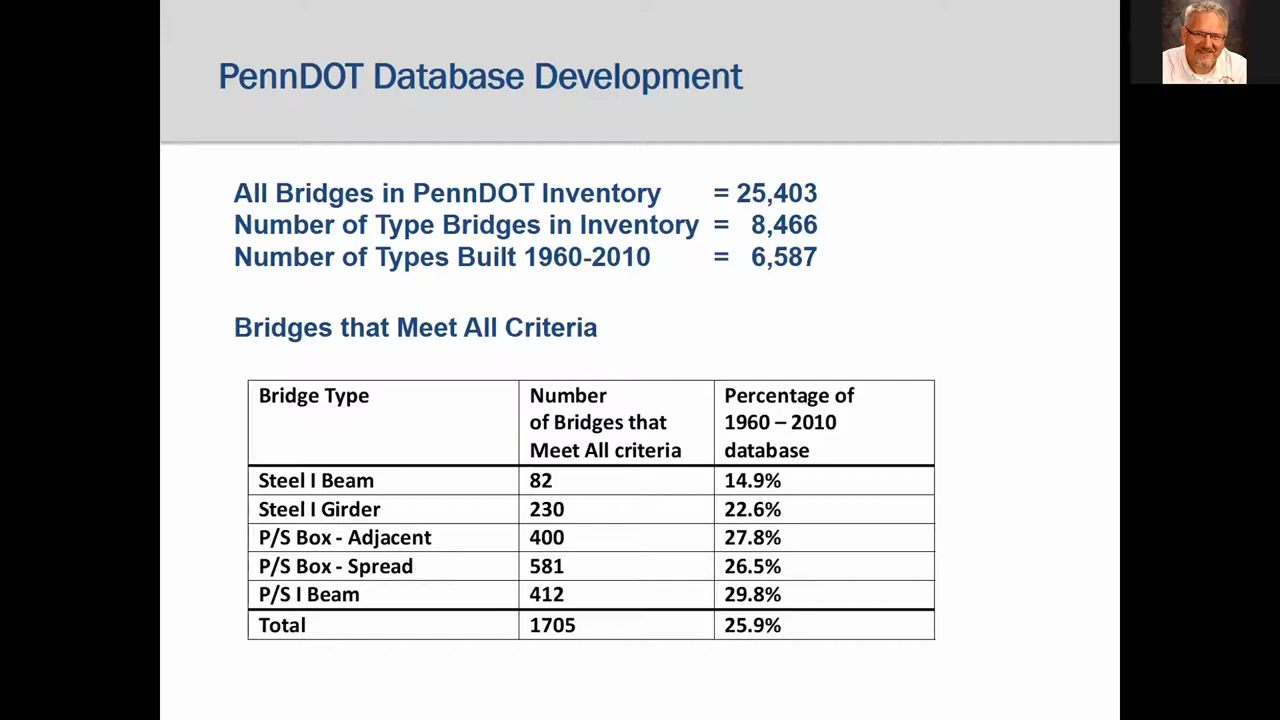 PennDOT Database Development
All Bridges in PennDOT Inventory = 25,403
Number of Type Bridges in Inventory = 8,466
Number of Types Built 1960-2010 = 6,587
Bridges that Meet All Criteria
Bridge Type
Number
of Bridges that
Meet All criteria
Percentage of
1960 – 2010
database
Steel I Beam 82 14.9%
Steel I Girder 230 22.6%
P/S Box - Adjacent 400 27.8%
P/S Box - Spread 581 26.5%
P/S I Beam 412 29.8%
Total 1705 25.9%